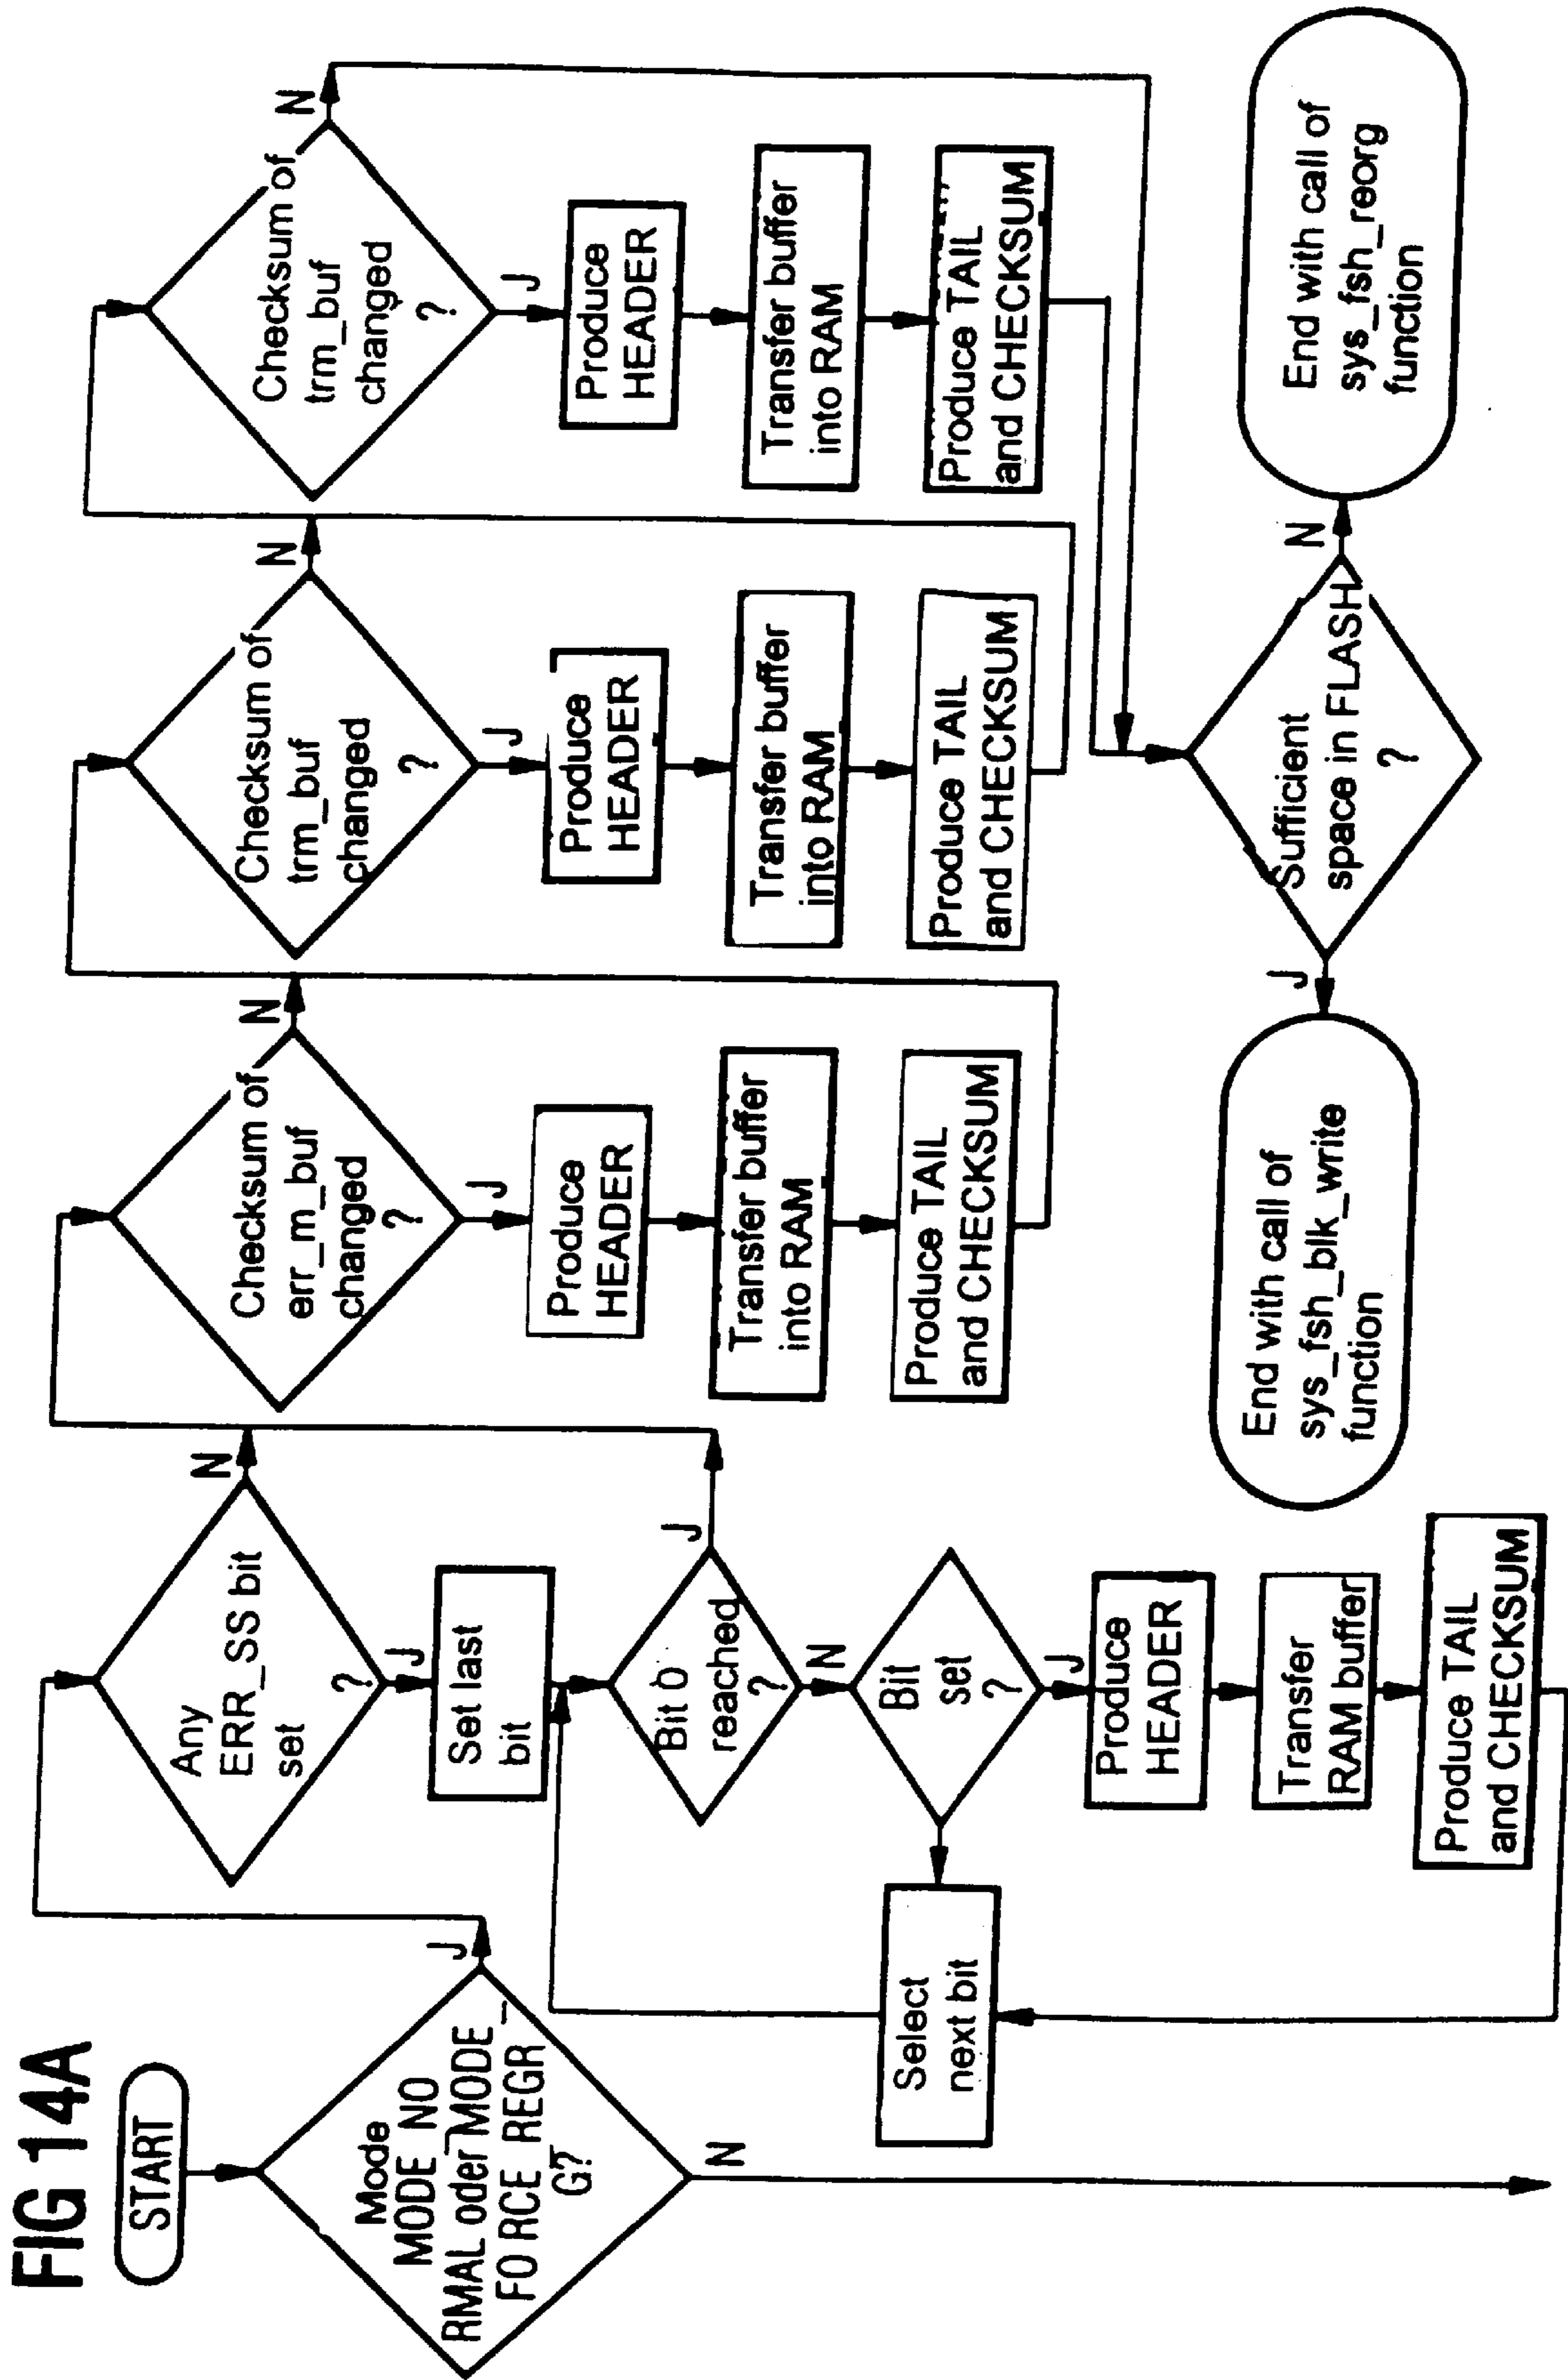 FIG 14A
START
Mode
MODE_NO
RMAL oder MODE_
FO RCE_REGR
G?
J
N
Any
ERR_SS bit
set
?
N
J
Set last
bit
Bit 0
reached
?
J
N
Bit
set
?
J
Select
next bit
Produce
HEADER
Transfer
RAM buffer
Produce TAIL
and CHECKSUM
Checksum of
err_m_buf
changed
?
N
J
Produce
HEADER
Transfer buffer
into RAM
Produce TAIL
and CHECKSUM
Checksum of
trm_buf
changed
?
N
J
Produce
HEADER
Transfer buffer
into RAM
Produce TAIL
and CHECKSUM
Checksum of
trm_buf
changed
?
N
J
Produce
HEADER
Transfer buffer
into RAM
Produce TAIL
and CHECKSUM
Sufficient
space in FLASH
?
J
N
End with call of
sys_fsh_blk_write
function
End with call of
sys_fsh_reorg
function